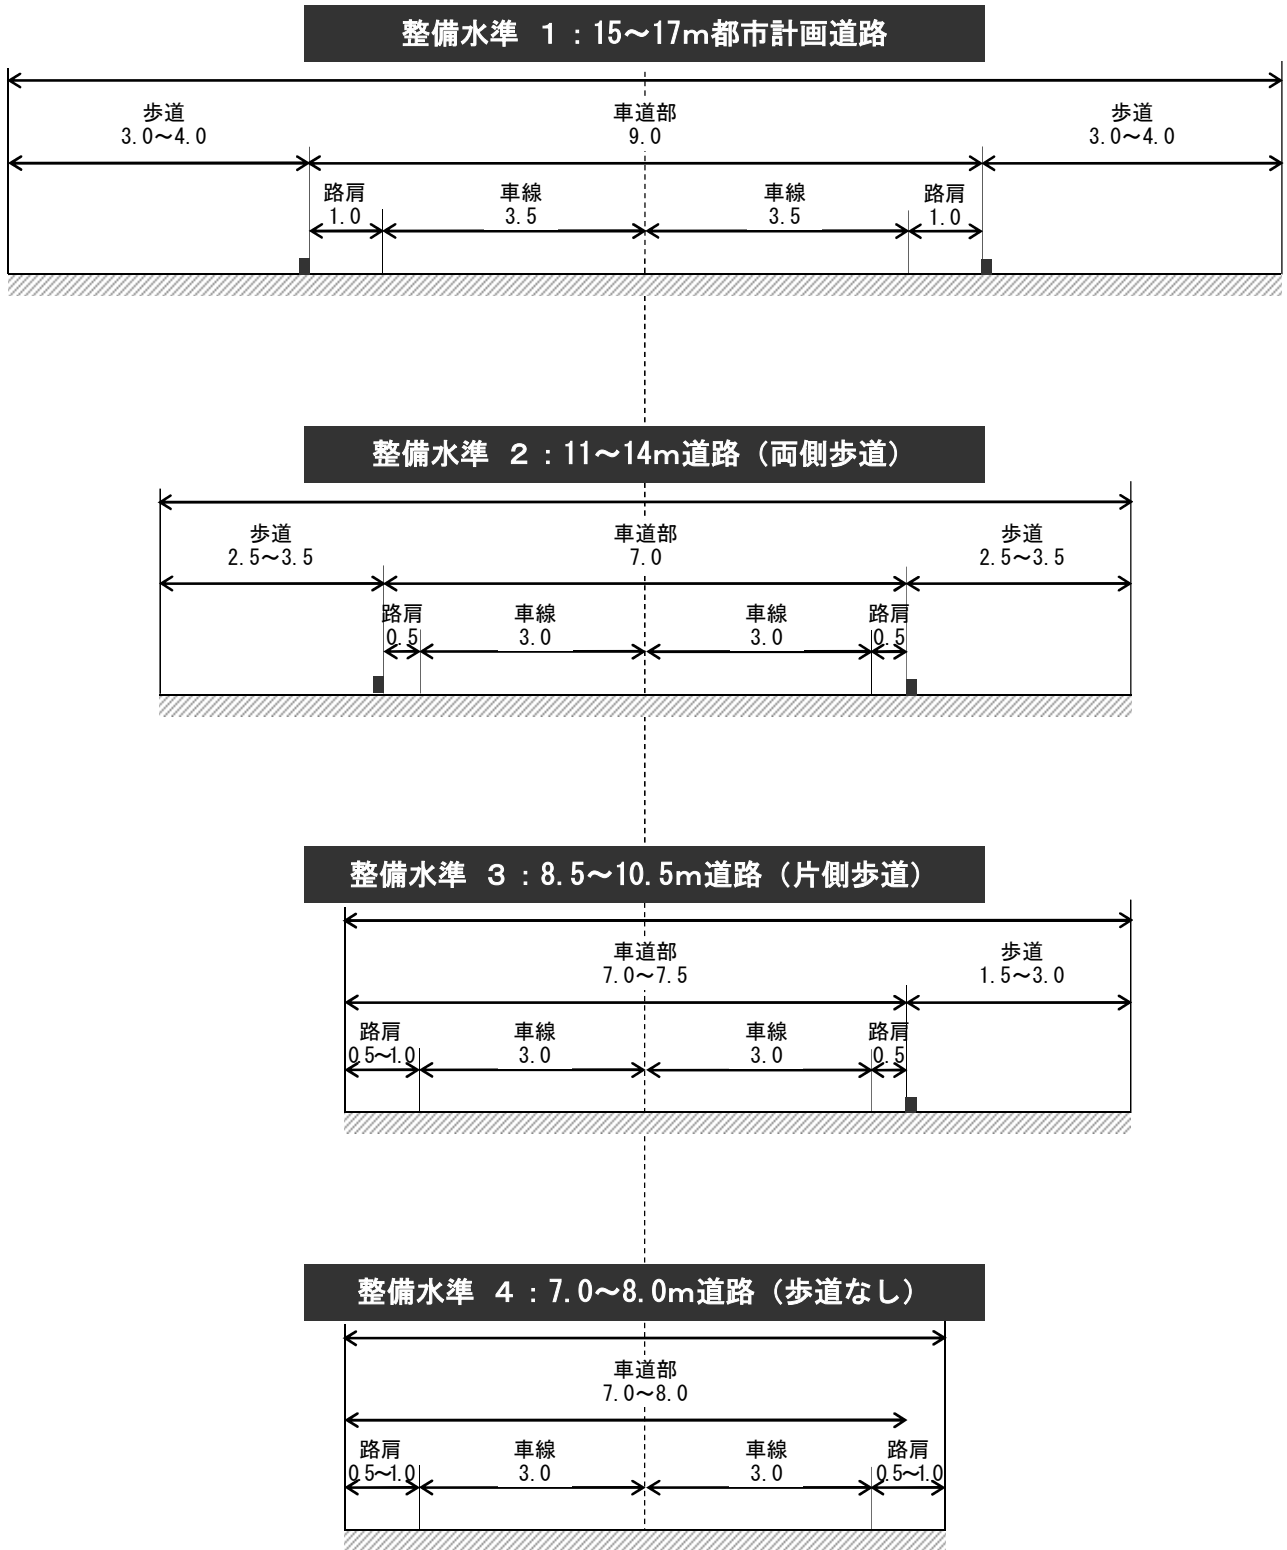 整備水準　１：15～17m都市計画道路
歩道
3.0～4.0
車道部
9.0
歩道
3.0～4.0
路肩
1.0
車線
3.5
車線
3.5
路肩
1.0
整備水準　２：11～14m道路（両側歩道）
歩道
2.5～3.5
車道部
7.0
歩道
2.5～3.5
路肩
0.5
車線
3.0
車線
3.0
路肩
0.5
整備水準　３：8.5～10.5m道路（片側歩道）
車道部
7.0～7.5
歩道
1.5～3.0
路肩
0.5～1.0
車線
3.0
車線
3.0
路肩
0.5
整備水準　４：7.0～8.0m道路（歩道なし）
車道部
7.0～8.0
路肩
0.5～1.0
車線
3.0
車線
3.0
路肩
0.5～1.0